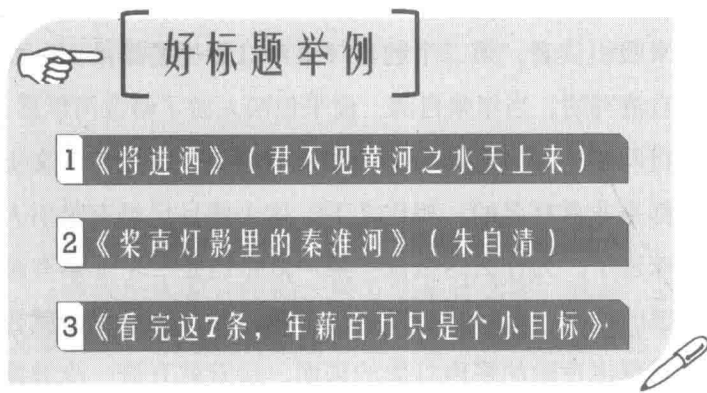 好标题举例
1《将进酒》（君不见黄河之水天上来）
2《桨声灯影里的秦淮河》（朱自清）
3《看完这7条，年薪百万只是个小目标》